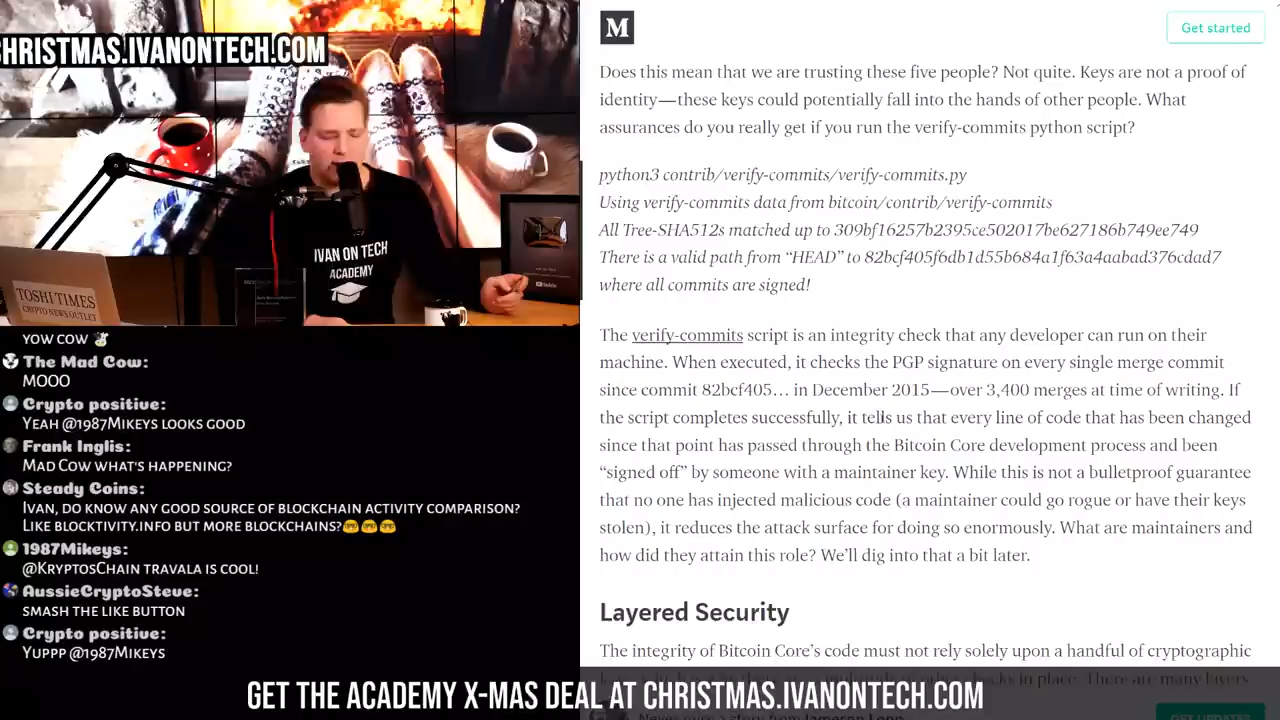 CHRISTMAS.IVANONTECH.COM
IVAN ON TECH
ACADEMY
TOSHI TIMES
CRYPTO NEWS OUTLET
YouTube
YOW COW 🐮
The Mad Cow:
MOOO
Crypto positive:
YEAH @1987MIKEYS LOOKS GOOD
Frank Inglis:
MAD COW WHAT'S HAPPENING?
Steady Coins:
IVAN, DO KNOW ANY GOOD SOURCE OF BLOCKCHAIN ACTIVITY COMPARISON?
LIKE BLOCKTIVITY.INFO BUT MORE BLOCKCHAINS?
1987Mikeys:
@KRYPTOSCHAIN TRAVALA IS COOL!
AussieCryptoSteve:
SMASH THE LIKE BUTTON
Crypto positive:
YUPPP @1987MIKEYS
M
Get started
Does this mean that we are trusting these five people? Not quite. Keys are not a proof of
identity—these keys could potentially fall into the hands of other people. What
assurances do you really get if you run the verify-commits python script?
python3 contrib/verify-commits/verify-commits.py
Using verify-commits data from bitcoin/contrib/verify-commits
All Tree-SHA512s matched up to 309bf16257b2395ce502017be627186b749ee749
There is a valid path from “HEAD” to 82bcf405f6db1d55b684a1f63a4aabad376cdad7
where all commits are signed!
The verify-commits script is an integrity check that any developer can run on their
machine. When executed, it checks the PGP signature on every single merge commit
since commit 82bcf405… in December 2015—over 3,400 merges at time of writing. If
the script completes successfully, it tells us that every line of code that has been changed
since that point has passed through the Bitcoin Core development process and been
“signed off” by someone with a maintainer key. While this is not a bulletproof guarantee
that no one has injected malicious code (a maintainer could go rogue or have their keys
stolen), it reduces the attack surface for doing so enormously. What are maintainers and
how did they attain this role? We’ll dig into that a bit later.
Layered Security
The integrity of Bitcoin Core’s code must not rely solely upon a handful of cryptographic
in place. There are many layers
GET THE ACADEMY X-MAS DEAL AT CHRISTMAS.IVANONTECH.COM